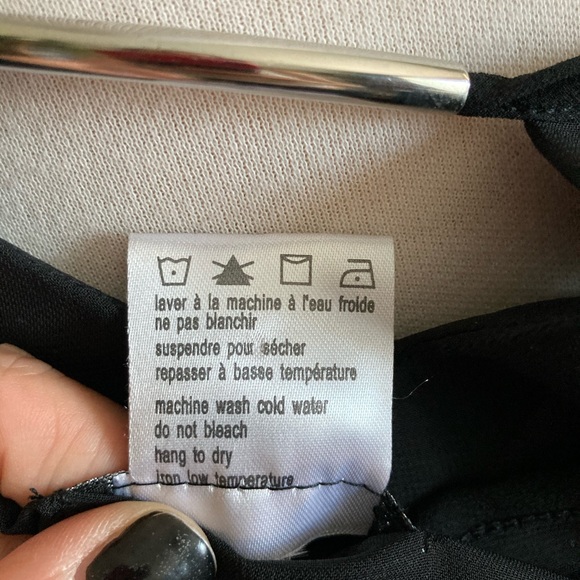 laver à la machine à l'eau froide
ne pas blanchir
suspendre pour sécher
repasser à basse température
machine wash cold water
do not bleach
hang to dry
iron low temperature